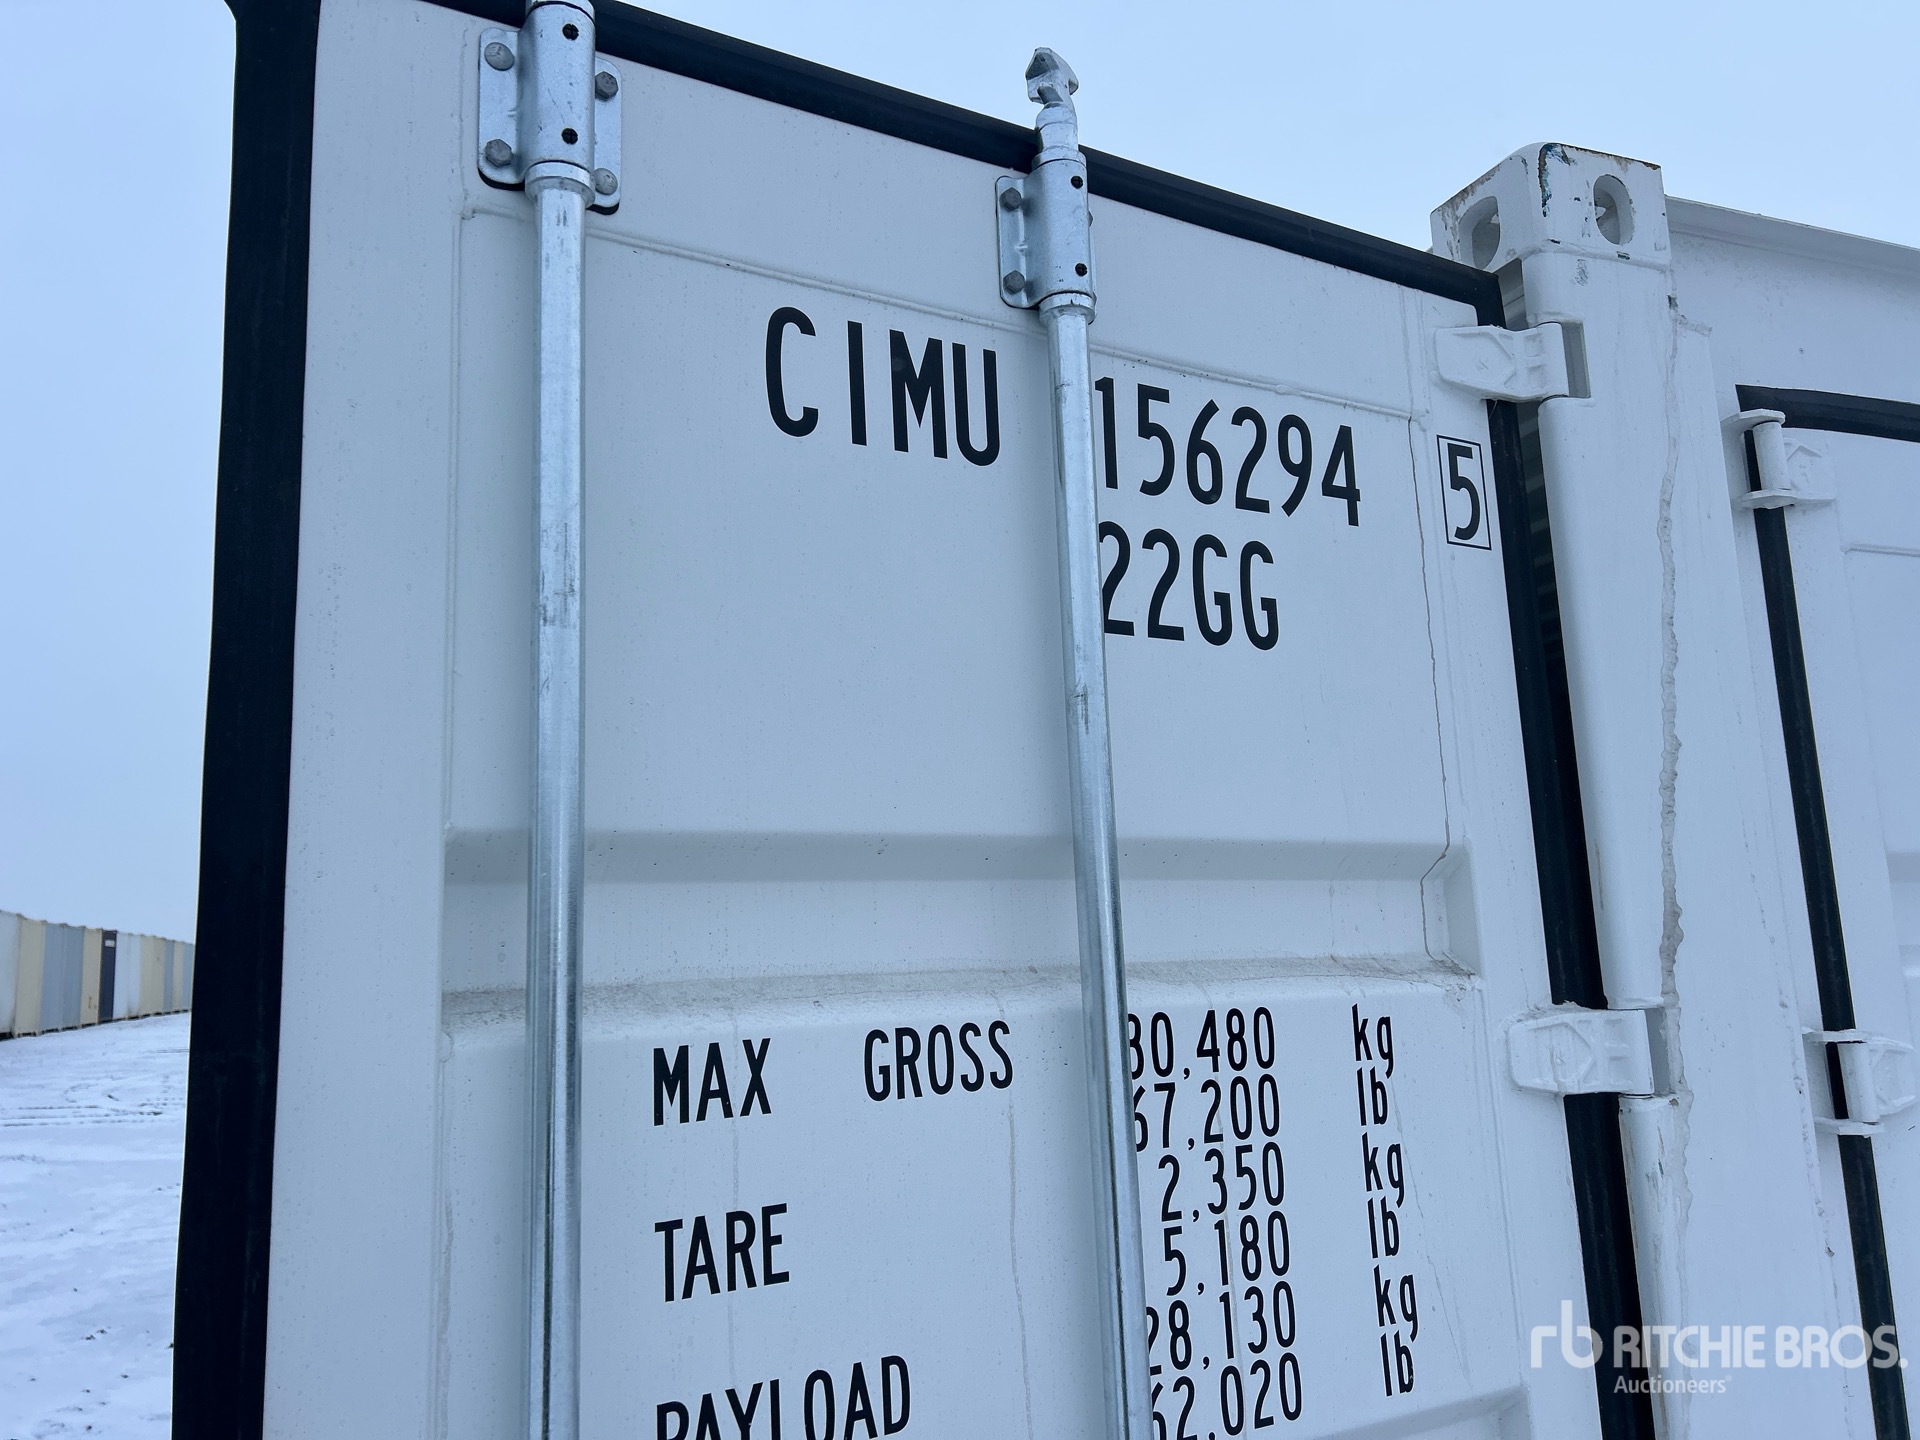 CIMU 156294 5
22GG
MAX GROSS 30,480 kg
67,200 lb
TARE 2,350 kg
5,180 lb
PAYLOAD 28,130 kg
62,020 lb
rb RITCHIE BROS.
Auctioneers